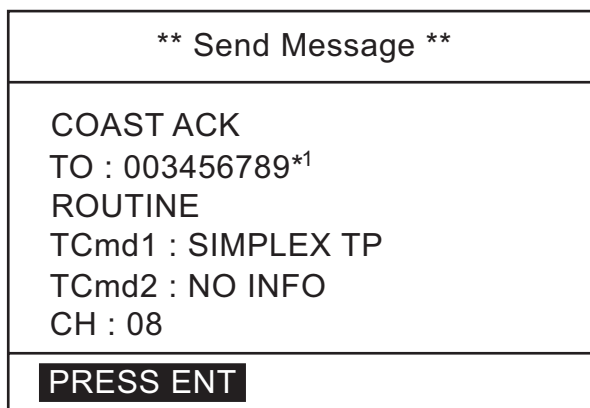 ** Send Message **
COAST ACK
TO : 003456789*1
ROUTINE
TCmd1 : SIMPLEX TP
TCmd2 : NO INFO
CH : 08
PRESS ENT